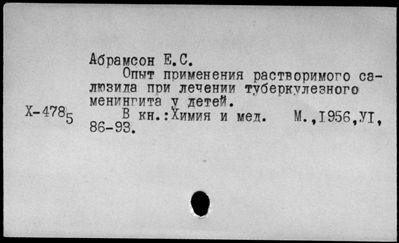 Абрамсон Е.С.
Опыт применения растворимого са-
люзида при лечении туберкулезного
менингита у детей.
X-4785 В кн.:Химия и мед. М.,1956,УI,
86-93.